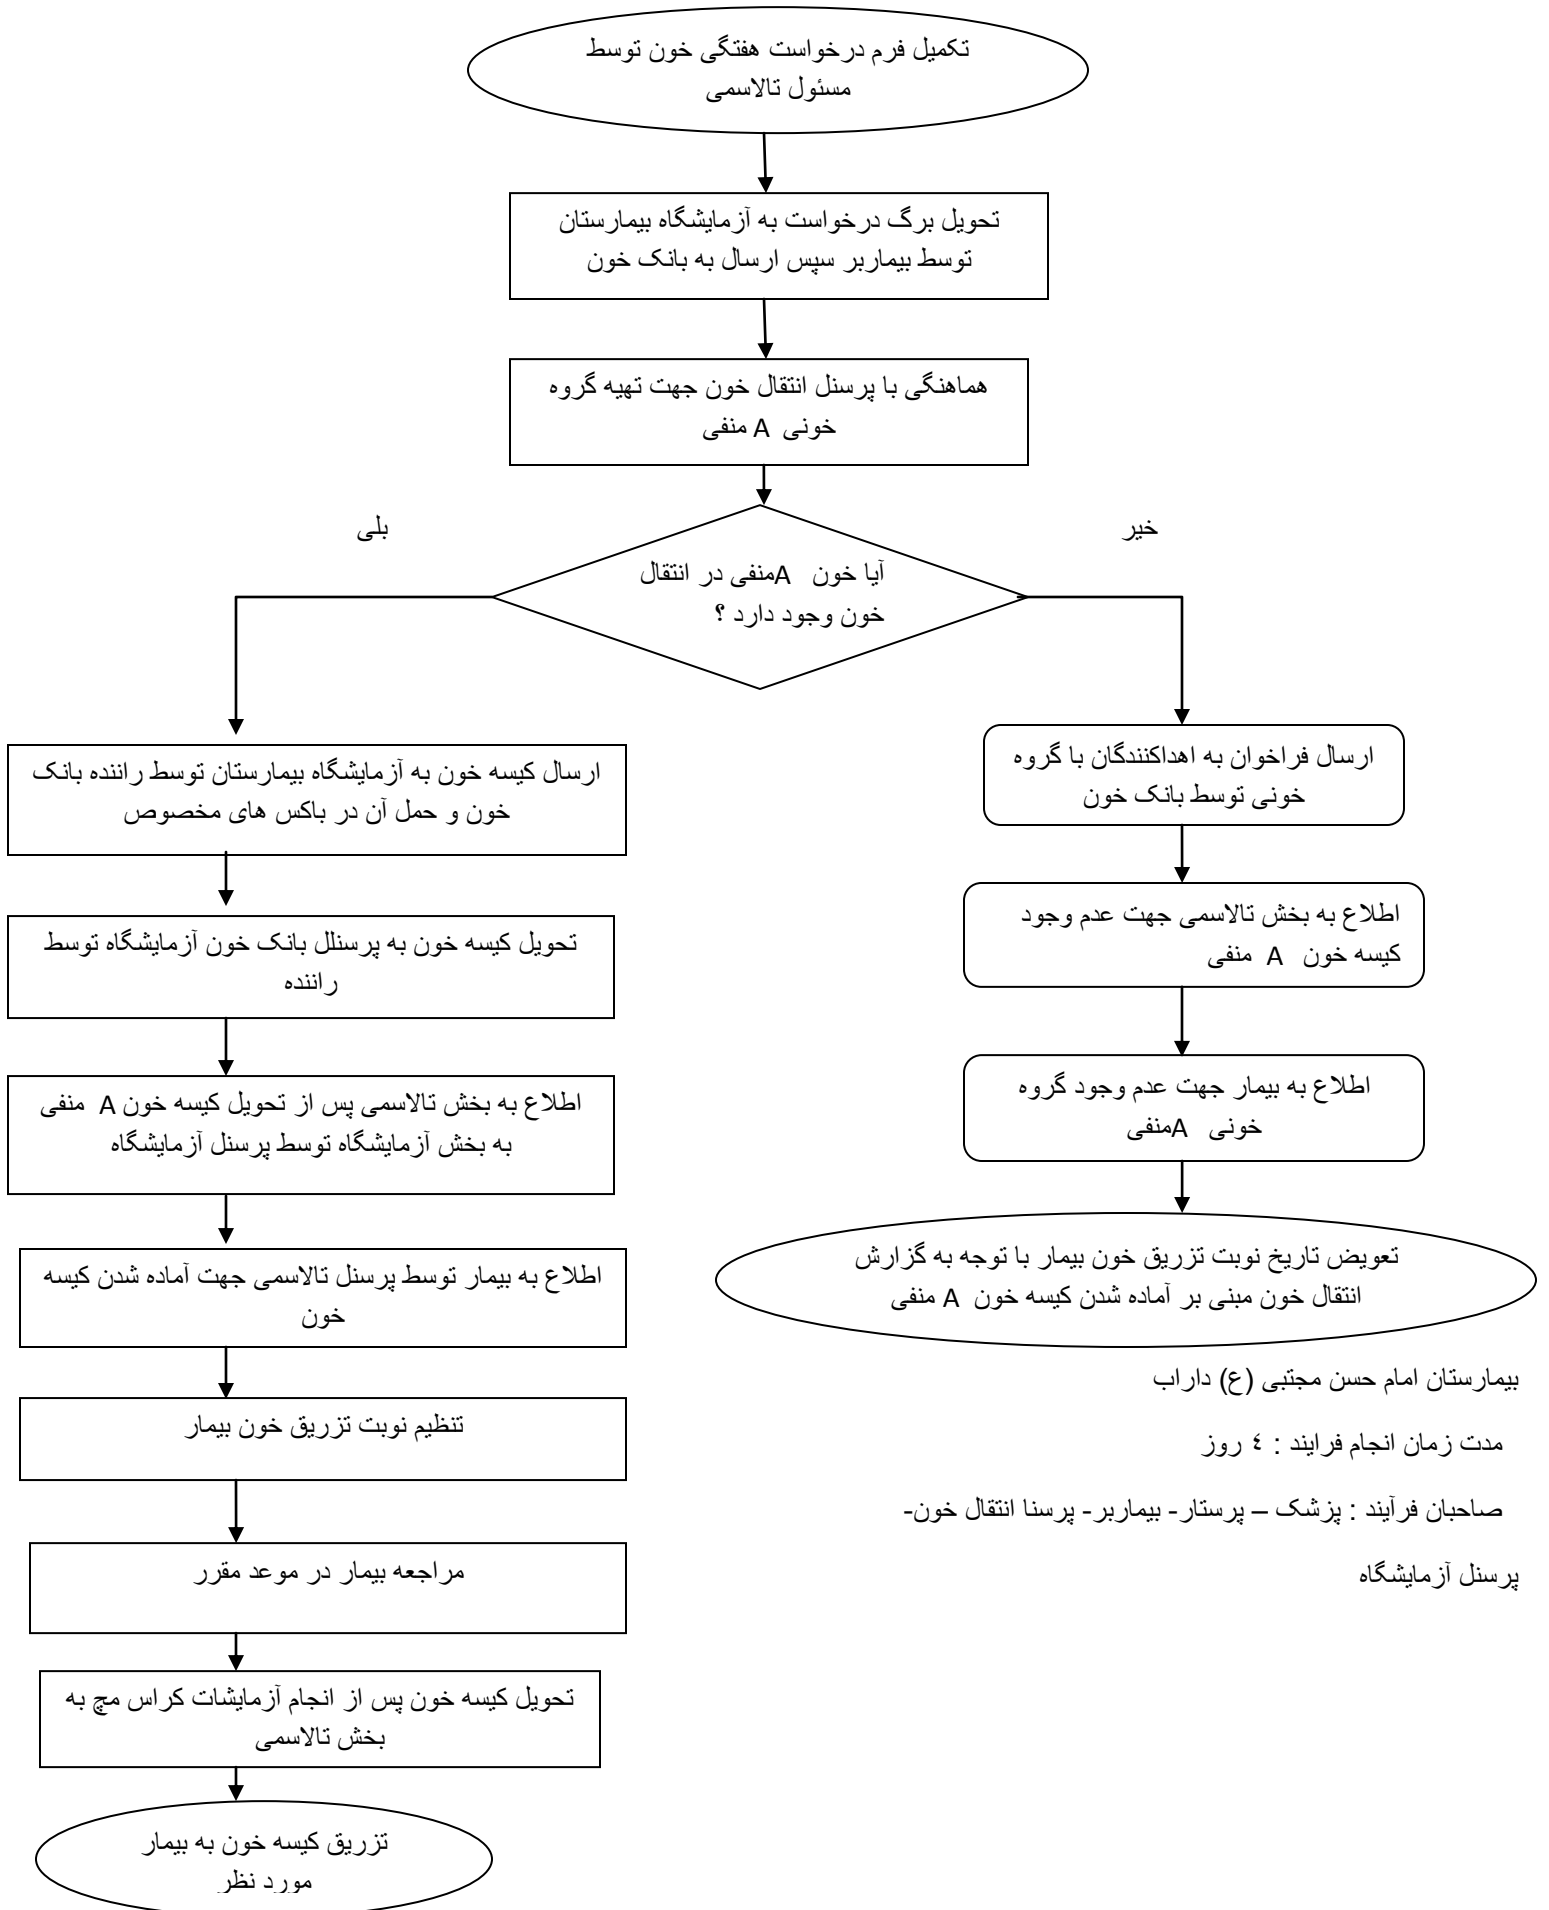 تکمیل فرم درخواست هفتگی خون توسط
مسئول تالاسمی
تحویل برگ درخواست به آزمایشگاه بیمارستان
توسط بیماربر سپس ارسال به بانک خون
هماهنگی با پرسنل انتقال خون جهت تهیه گروه
خونی A منفی
خیر
بلی
آیا خون Aمنفی در انتقال
خون وجود دارد ؟
ارسال فراخوان به اهداکنندگان با گروه
خونی توسط بانک خون
اطلاع به بخش تالاسمی جهت عدم وجود
کیسه خون A منفی
اطلاع به بیمار جهت عدم وجود گروه
خونی Aمنفی
تعویض تاریخ نوبت تزریق خون بیمار با توجه به گزارش
انتقال خون مبنی بر آماده شدن کیسه خون A منفی
ارسال کیسه خون به آزمایشگاه بیمارستان توسط راننده بانک
خون و حمل آن در باکس های مخصوص
تحویل کیسه خون به پرسنلل بانک خون آزمایشگاه توسط
راننده
اطلاع به بخش تالاسمی پس از تحویل کیسه خون A منفی
به بخش آزمایشگاه توسط پرسنل آزمایشگاه
اطلاع به بیمار توسط پرسنل تالاسمی جهت آماده شدن کیسه
خون
تنظیم نوبت تزریق خون بیمار
مراجعه بیمار در موعد مقرر
تحویل کیسه خون پس از انجام آزمایشات کراس مچ به
بخش تالاسمی
تزریق کیسه خون به بیمار
مورد نظر
بیمارستان امام حسن مجتبی (ع) داراب
مدت زمان انجام فرایند : ٤ روز
صاحبان فرآیند : پزشک – پرستار- بیماربر- پرسنا انتقال خون-
پرسنل آزمایشگاه